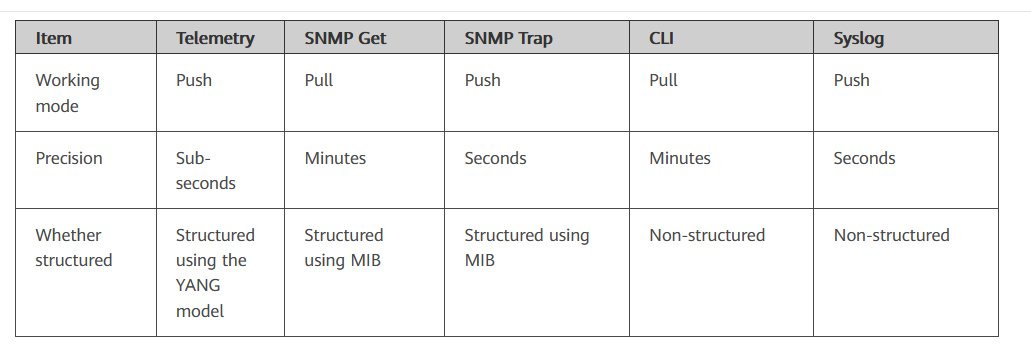 Item Telemetry SNMP Get SNMP Trap CLI Syslog
Working mode Push Pull Push Pull Push
Precision Sub-seconds Minutes Seconds Minutes Seconds
Whether structured Structured using the YANG model Structured using MIB Structured using MIB Non-structured Non-structured